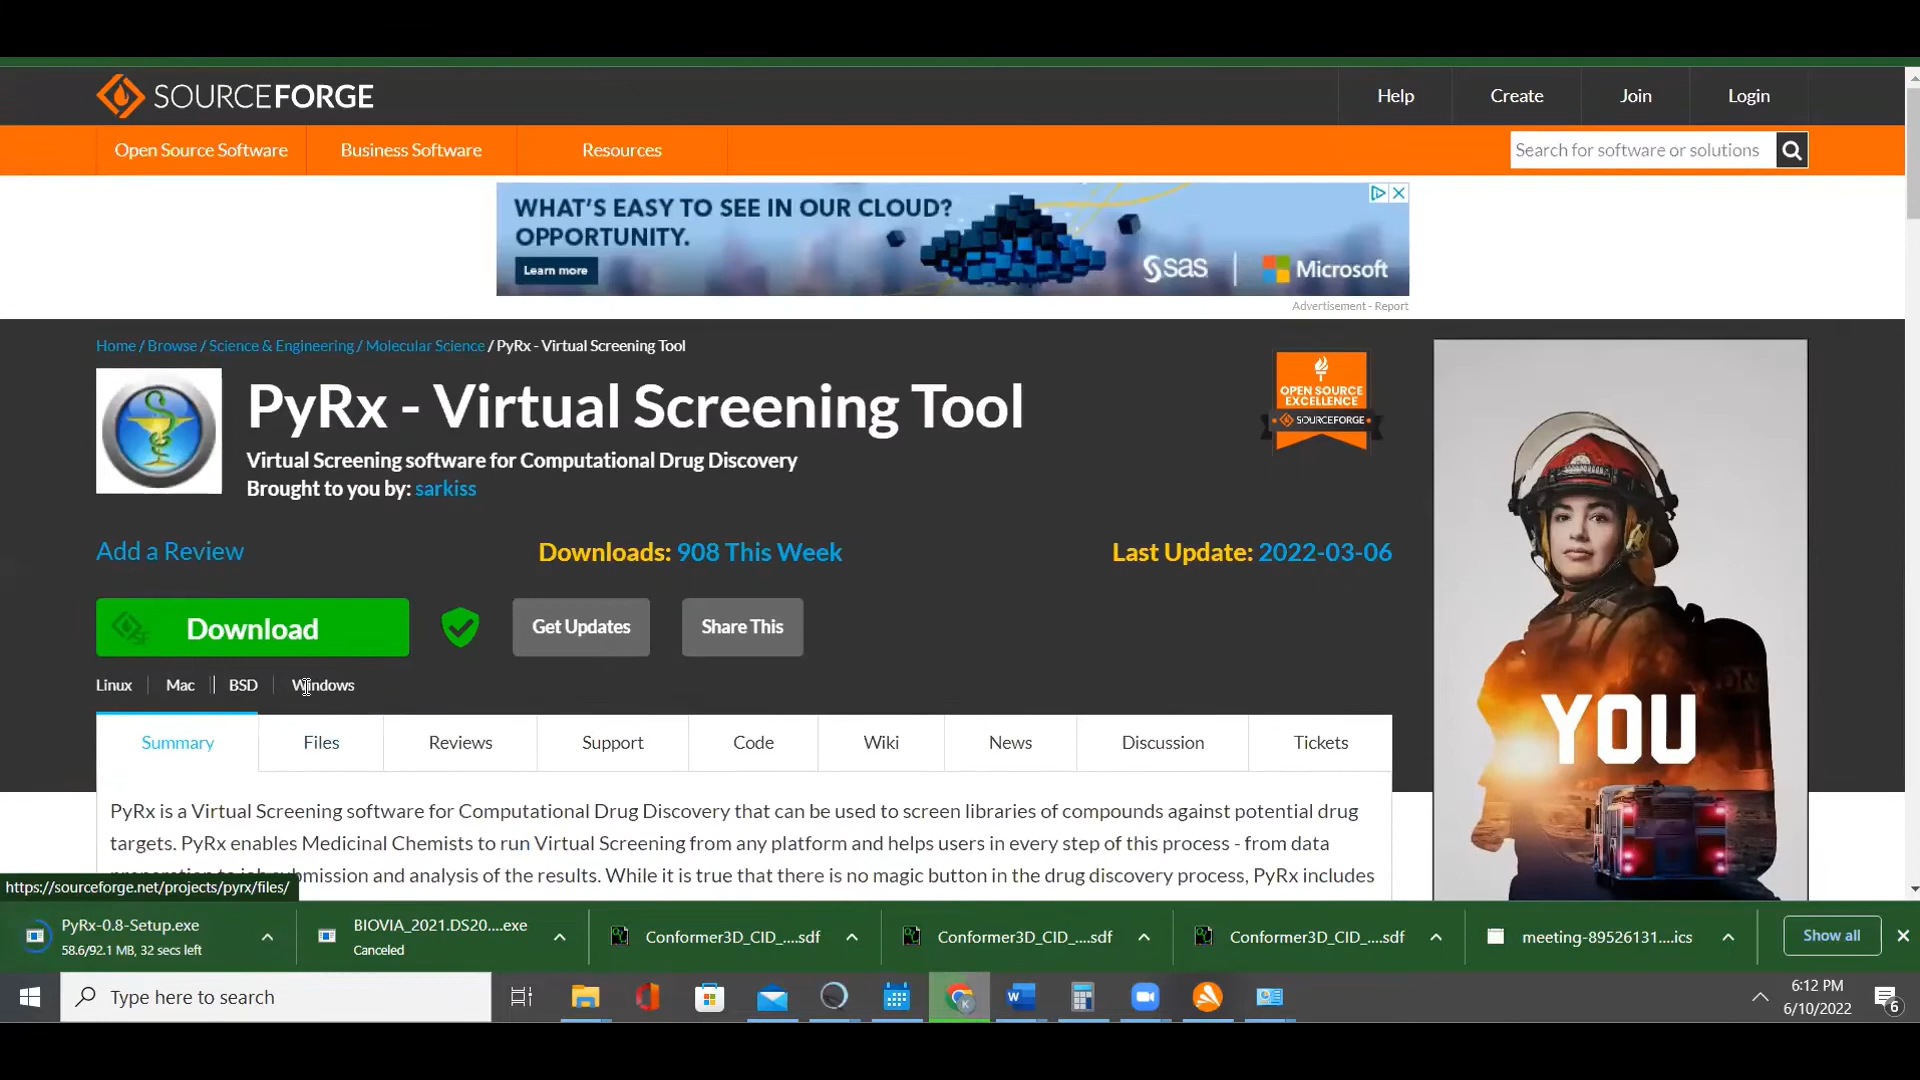 SOURCEFORGE
Help
Create
Join
Login
Open Source Software
Business Software
Resources
Search for software or solutions
WHAT'S EASY TO SEE IN OUR CLOUD?
OPPORTUNITY.
Learn more
sas
Microsoft
Advertisement - Report
Home / Browse / Science & Engineering / Molecular Science / PyRx - Virtual Screening Tool
PyRx - Virtual Screening Tool
Virtual Screening software for Computational Drug Discovery
Brought to you by: sarkiss
OPEN SOURCE
EXCELLENCE
SOURCEFORGE
Add a Review
Downloads: 908 This Week
Last Update: 2022-03-06
Download
Get Updates
Share This
Linux
Mac
BSD
Windows
YOU
Summary
Files
Reviews
Support
Code
Wiki
News
Discussion
Tickets
PyRx is a Virtual Screening software for Computational Drug Discovery that can be used to screen libraries of compounds against potential drug
targets. PyRx enables Medicinal Chemists to run Virtual Screening from any platform and helps users in every step of this process - from data
submission and analysis of the results. While it is true that there is no magic button in the drug discovery process, PyRx includes
https://sourceforge.net/projects/pyrx/files/
PyRx-0.8-Setup.exe
58.6/92.1 MB, 32 secs left
BIOVIA_2021.DS20....exe
Canceled
Conformer3D_CID_....sdf
Conformer3D_CID_....sdf
Conformer3D_CID_....sdf
meeting-89526131....ics
Show all
Type here to search
6:12 PM
6/10/2022
6